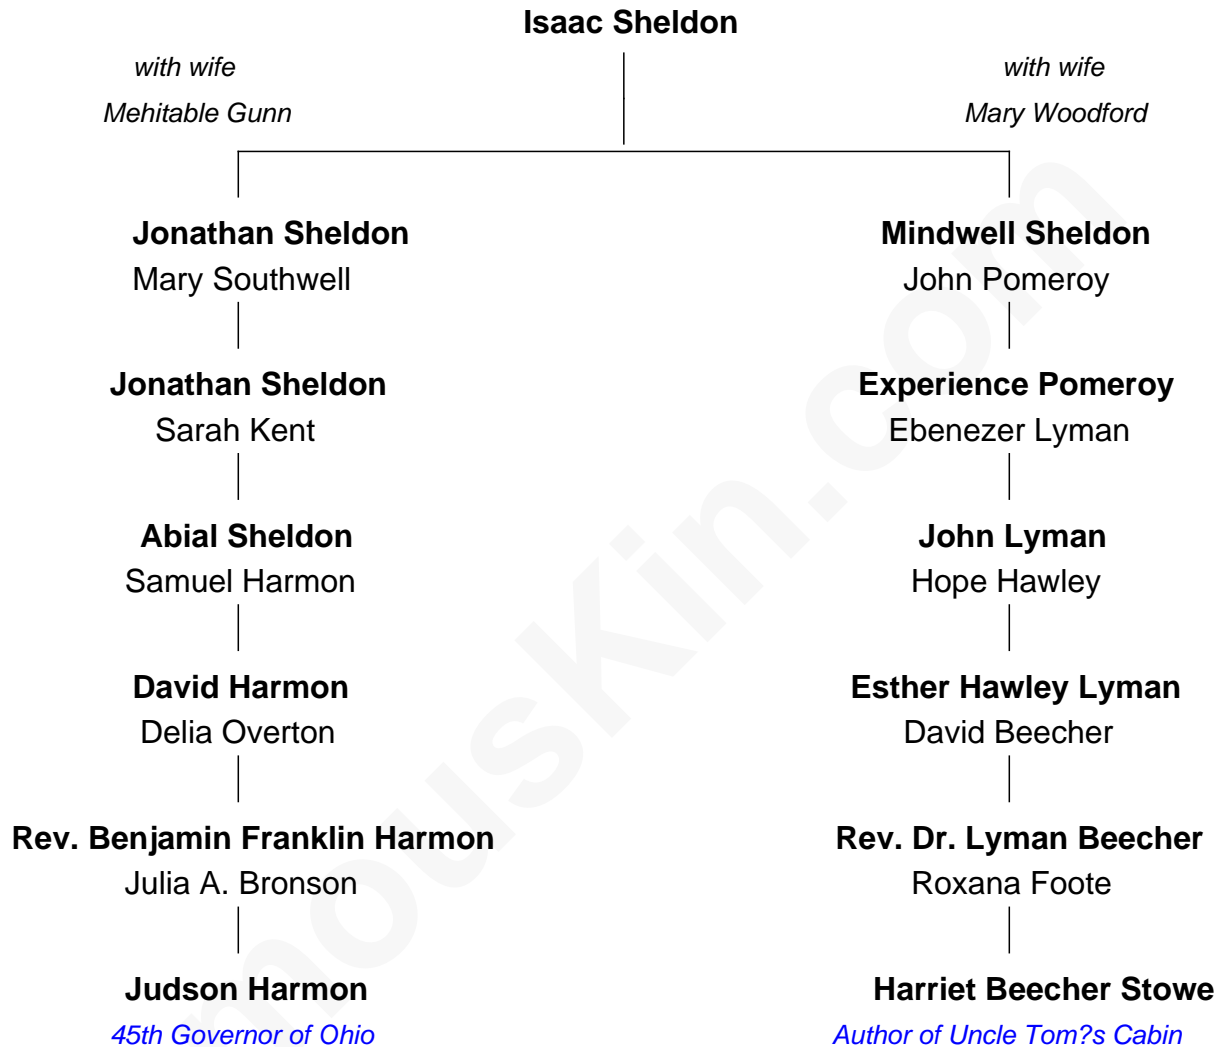 Isaac Sheldon
with wife
Mehitable Gunn
with wife
Mary Woodford
Jonathan Sheldon
Mary Southwell
Mindwell Sheldon
John Pomeroy
Jonathan Sheldon
Sarah Kent
Experience Pomeroy
Ebenezer Lyman
Abial Sheldon
Samuel Harmon
John Lyman
Hope Hawley
David Harmon
Delia Overton
Esther Hawley Lyman
David Beecher
Rev. Benjamin Franklin Harmon
Julia A. Bronson
Rev. Dr. Lyman Beecher
Roxana Foote
Judson Harmon
45th Governor of Ohio
Harriet Beecher Stowe
Author of Uncle Tom?s Cabin
mousKin.com